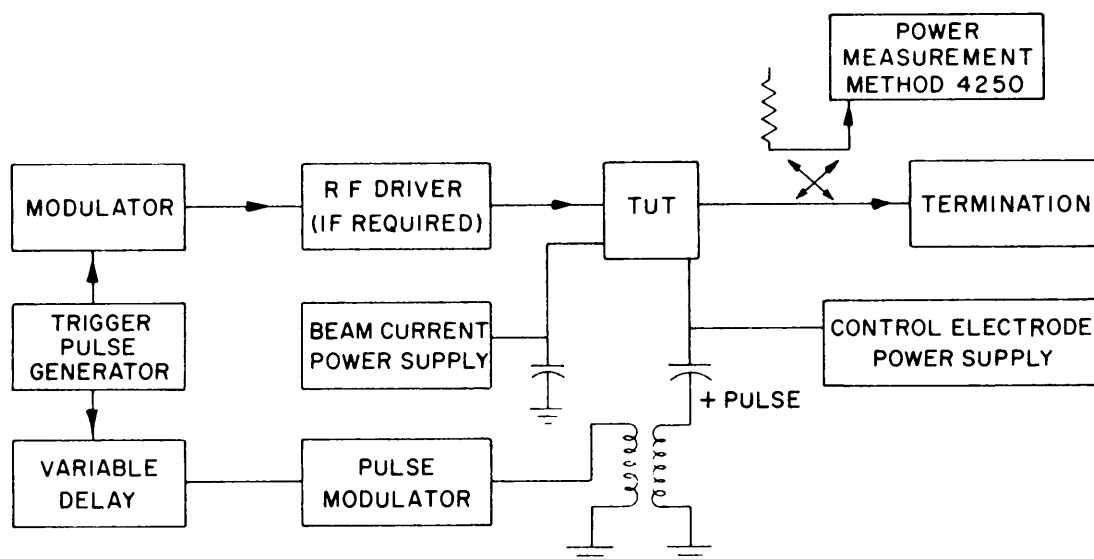 POWER
MEASUREMENT
METHOD 4250
MODULATOR
R F DRIVER
(IF REQUIRED)
TUT
TERMINATION
TRIGGER
PULSE
GENERATOR
BEAM CURRENT
POWER SUPPLY
CONTROL ELECTRODE
POWER SUPPLY
+ PULSE
VARIABLE
DELAY
PULSE
MODULATOR